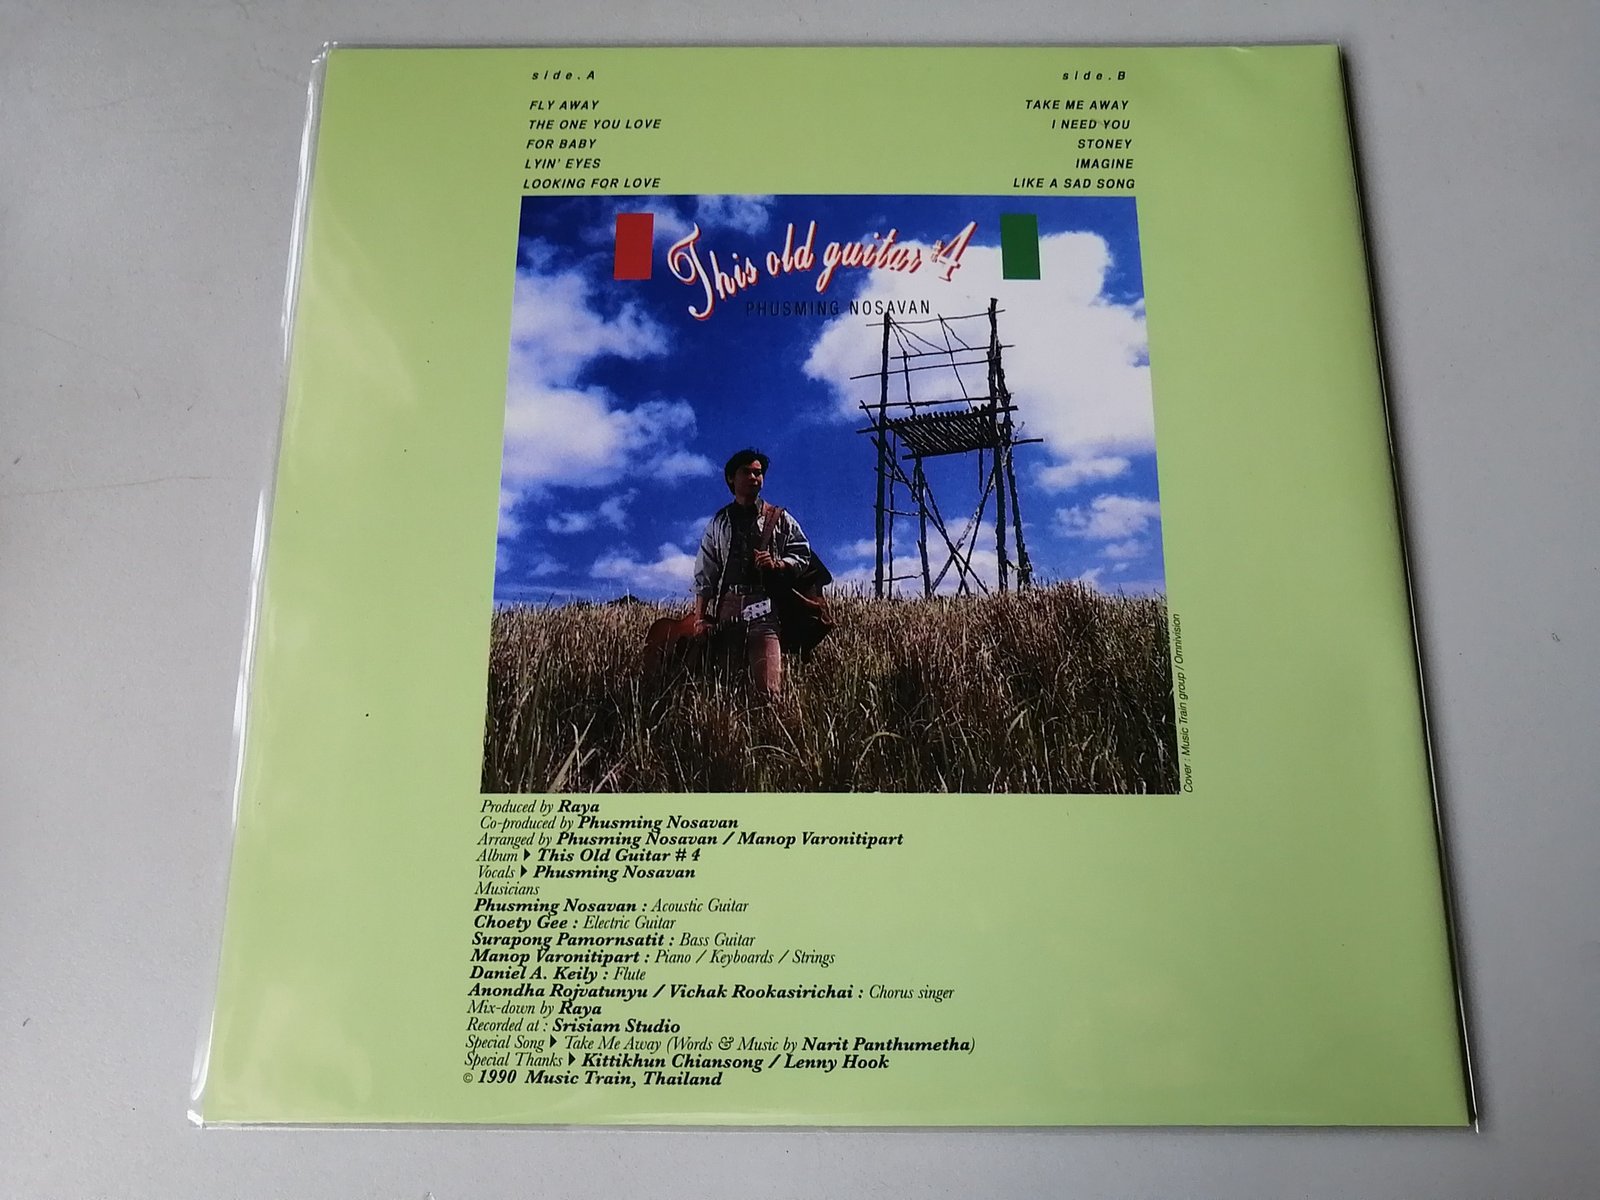 side.A
FLY AWAY
THE ONE YOU LOVE
FOR BABY
LYIN' EYES
LOOKING FOR LOVE
side.B
TAKE ME AWAY
I NEED YOU
STONEY
IMAGINE
LIKE A SAD SONG
This old guitar #4
PHUSMING NOSAVAN
Cover : Music Train group / Omnivision
Produced by Raya
Co-produced by Phusming Nosavan
Arranged by Phusming Nosavan / Manop Varonitipart
Album ▶ This Old Guitar # 4
Vocals ▶ Phusming Nosavan
Musicians
Phusming Nosavan : Acoustic Guitar
Choety Gee : Electric Guitar
Surapong Pamornsatit : Bass Guitar
Manop Varonitipart : Piano / Keyboards / Strings
Daniel A. Keily : Flute
Anondha Rojvatunyu / Vichak Rookasirichai : Chorus singer
Mix-down by Raya
Recorded at : Srisiam Studio
Special Song ▶ Take Me Away (Words & Music by Narit Panthumetha)
Special Thanks ▶ Kittikhun Chiansong / Lenny Hook
© 1990 Music Train, Thailand